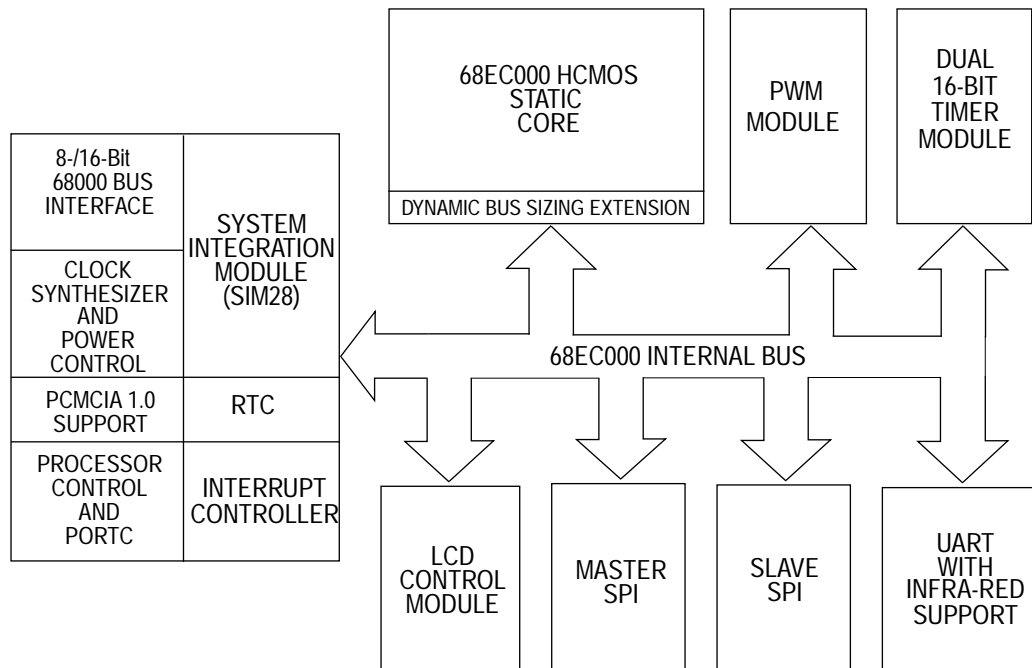 68EC000 HCMOS
STATIC
CORE
DYNAMIC BUS SIZING EXTENSION
PWM
MODULE
DUAL
16-BIT
TIMER
MODULE
8-/16-Bit
68000 BUS
INTERFACE
SYSTEM
INTEGRATION
MODULE
(SIM28)
CLOCK
SYNTHESIZER
AND
POWER
CONTROL
PCMCIA 1.0
SUPPORT
RTC
PROCESSOR
CONTROL
AND
PORTC
INTERRUPT
CONTROLLER
68EC000 INTERNAL BUS
LCD
CONTROL
MODULE
MASTER
SPI
SLAVE
SPI
UART
WITH
INFRA-RED
SUPPORT